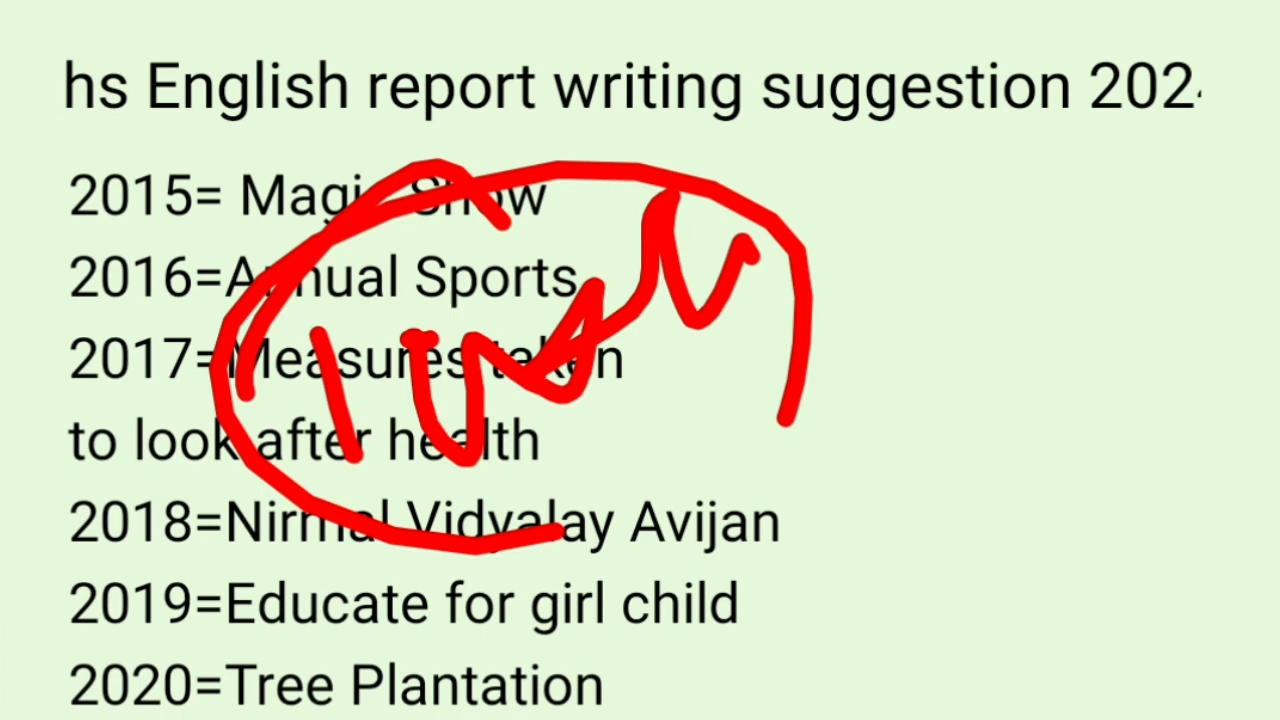 hs English report writing suggestion 202
2015= Magic Show
2016=Annual Sports
2017=Measures taken
to look after health
2018=Nirmal Vidyalay Avijan
2019=Educate for girl child
2020=Tree Plantation